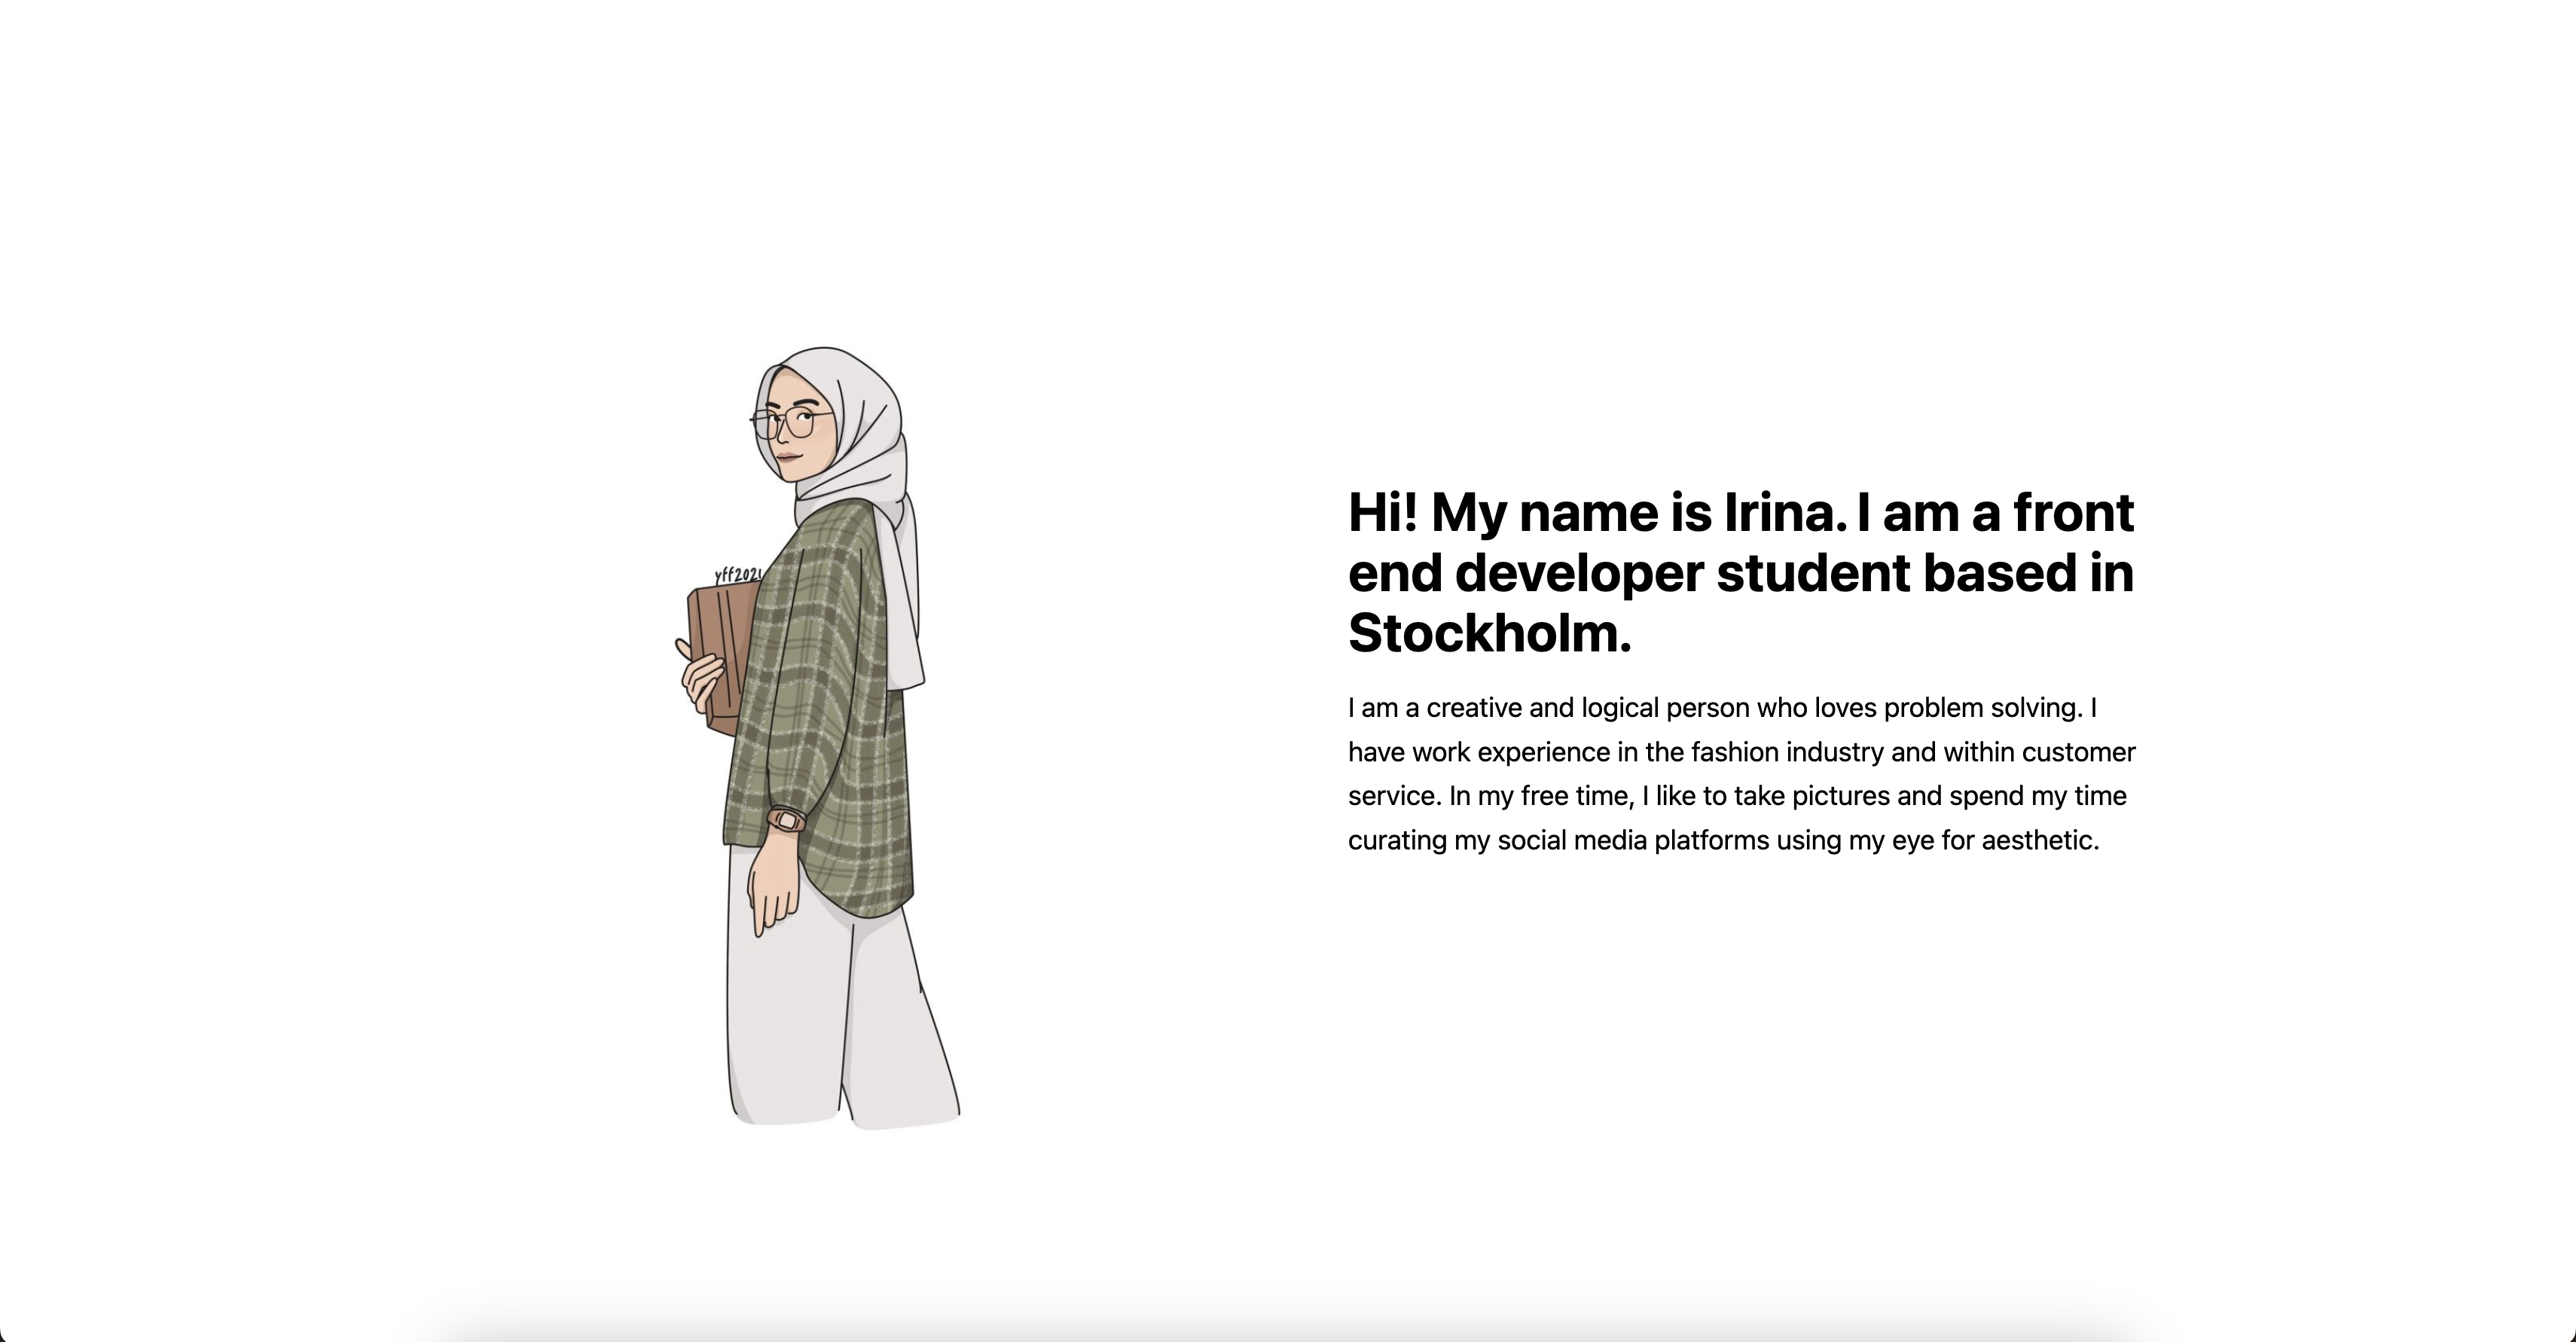 yff2021
Hi! My name is Irina. I am a front
end developer student based in
Stockholm.
I am a creative and logical person who loves problem solving. I
have work experience in the fashion industry and within customer
service. In my free time, I like to take pictures and spend my time
curating my social media platforms using my eye for aesthetic.